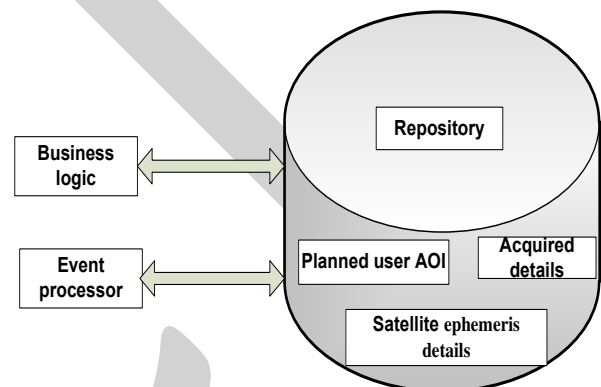 Repository
Business
logic
Planned user AOI
Acquired
details
Event
processor
Satellite ephemeris
details